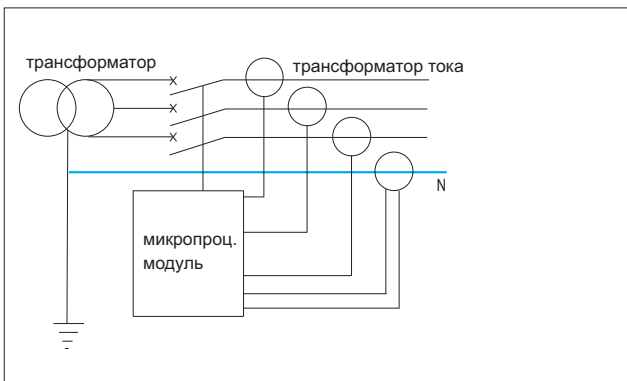 трансформатор
трансформатор тока
N
микропроц.
модуль